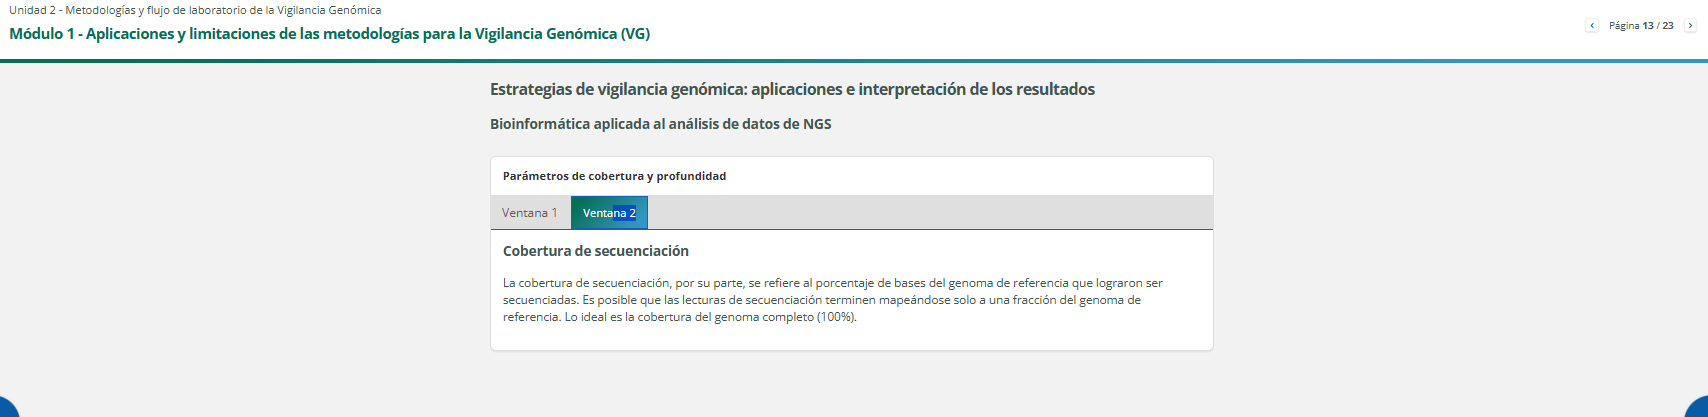 Unidad 2 - Metodologías y flujo de laboratorio de la Vigilancia Genómica
Módulo 1 - Aplicaciones y limitaciones de las metodologías para la Vigilancia Genómica (VG)
Página 13 / 23
Estrategias de vigilancia genómica: aplicaciones e interpretación de los resultados
Bioinformática aplicada al análisis de datos de NGS
Parámetros de cobertura y profundidad
Ventana 1 Ventana 2
Cobertura de secuenciación
La cobertura de secuenciación, por su parte, se refiere al porcentaje de bases del genoma de referencia que lograron ser
secuenciadas. Es posible que las lecturas de secuenciación terminen mapeándose solo a una fracción del genoma de
referencia. Lo ideal es la cobertura del genoma completo (100%).